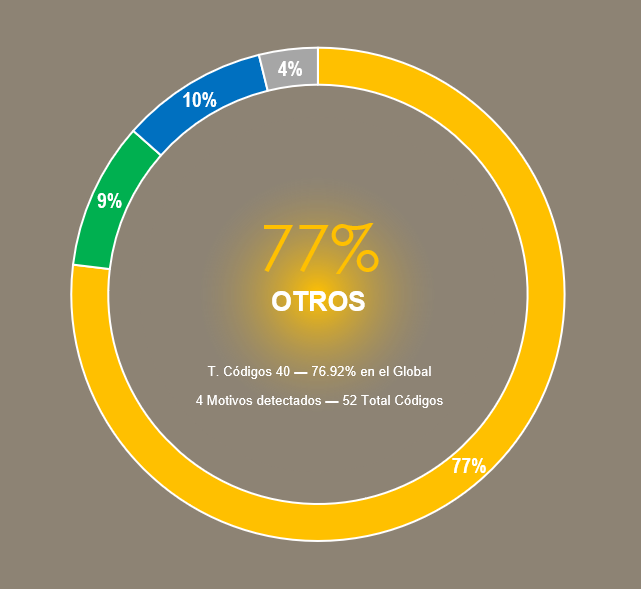 4%
10%
9%
77%
OTROS
T. Códigos 40 — 76.92% en el Global
4 Motivos detectados — 52 Total Códigos
77%